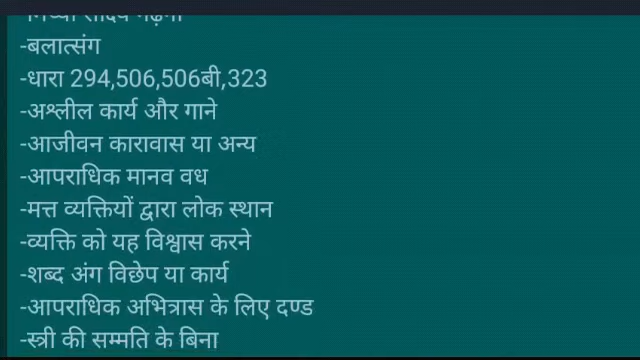 -बलात्संग
-धारा 294,506,506बी,323
-अश्लील कार्य और गाने
-आजीवन कारावास या अन्य
-आपराधिक मानव वध
-मत्त व्यक्तियों द्वारा लोक स्थान
-व्यक्ति को यह विश्वास करने
-शब्द अंग विछेप या कार्य
-आपराधिक अभित्रास के लिए दण्ड
-स्त्री की सम्मति के बिना